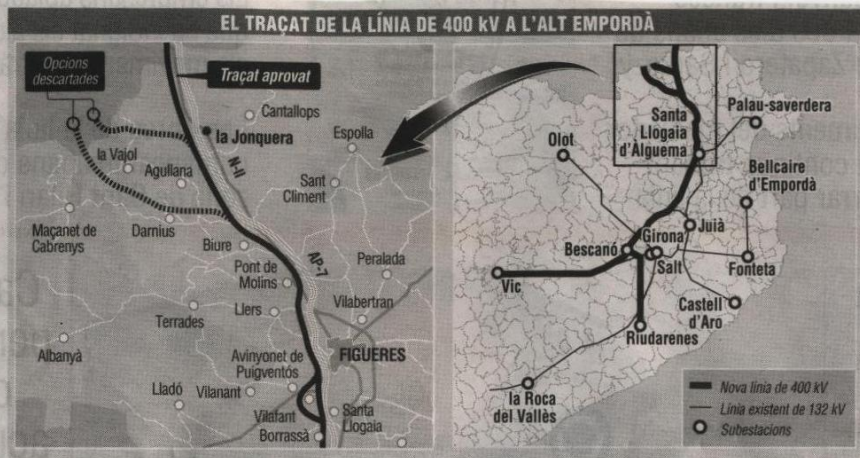 EL TRAÇAT DE LA LÍNIA DE 400 kV A L'ALT EMPORDÀ
Opcions
descartades
Traçat aprovat
Cantallops
la Jonquera
Espolla
N-II
la Vajol
Agullana
Sant
Climent
Maçanet de
Cabrenys
Darnius
Biure
AP-7
Pont de
Molins
Peralada
Terrades
Llers
Vilabertran
Albanyà
Avinyonet de
Puigventós
FIGUERES
Lladó
Vilanant
Vilafant
Borrassà
Santa
Llogaia
Santa
Llogaia
d'Àlguema
Palau-saverdera
Olot
Bellcaire
d'Empordà
Juià
Girona
Bescanó
Salt
Fonteta
Vic
Castell
d'Aro
Riudarenes
la Roca
del Vallès
Nova línia de 400 kV
Línia existent de 132 kV
Subestacions